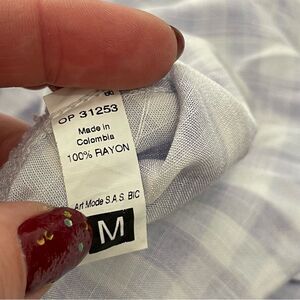 OP 31253
Made in
Colombia
100% RAYON
Art Mode S.A.S. BIC
M